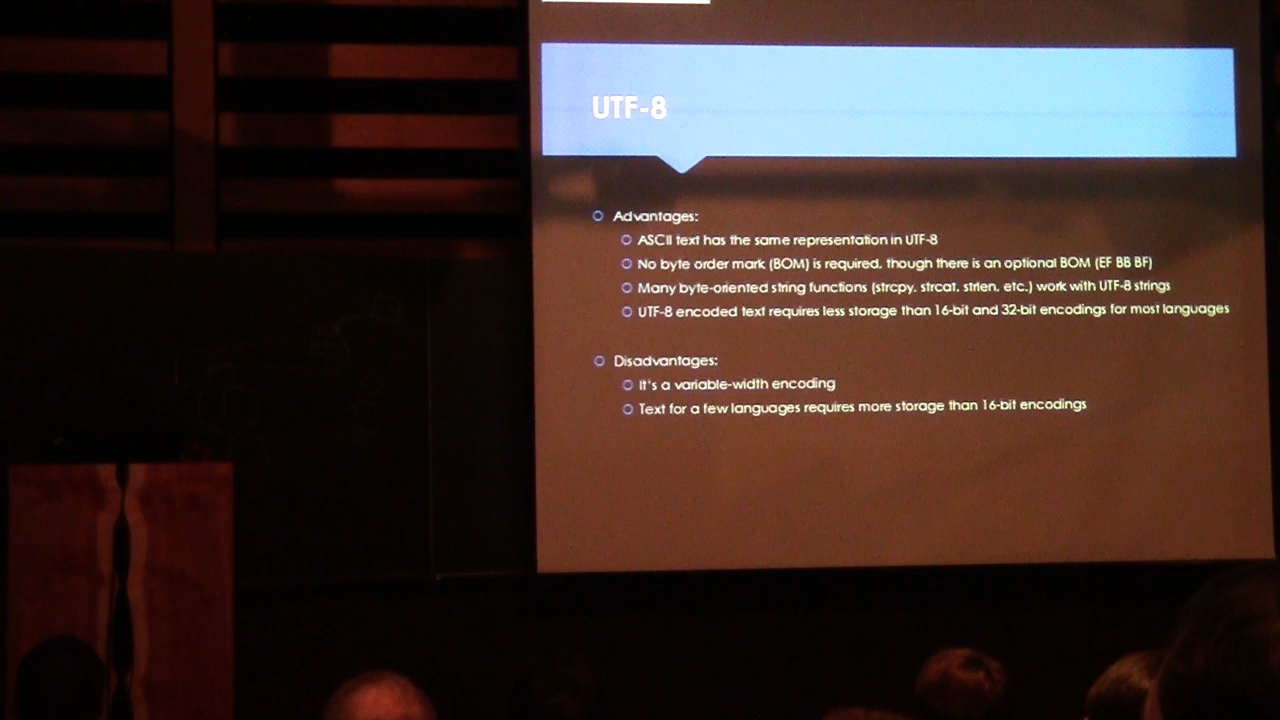 UTF-8
Advantages:
ASCII text has the same representation in UTF-8
No byte order mark (BOM) is required, though there is an optional BOM (EF BB BF)
Many byte-oriented string functions (strcpy, strcat, strlen, etc.) work with UTF-8 strings
UTF-8 encoded text requires less storage than 16-bit and 32-bit encodings for most languages
Disadvantages:
It's a variable-width encoding
Text for a few languages requires more storage than 16-bit encodings